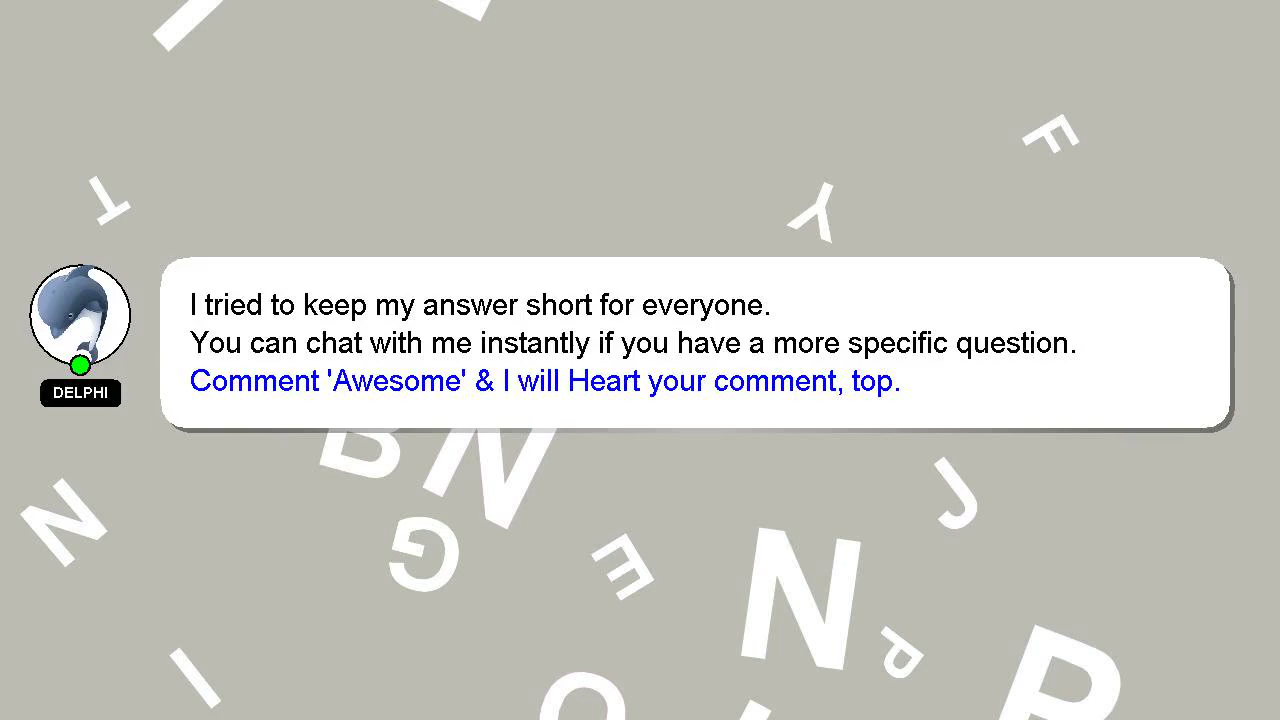 I tried to keep my answer short for everyone.
You can chat with me instantly if you have a more specific question.
Comment 'Awesome' & I will Heart your comment, top.
DELPHI
T
F
Y
B
N
N
G
E
J
N
P
I
O